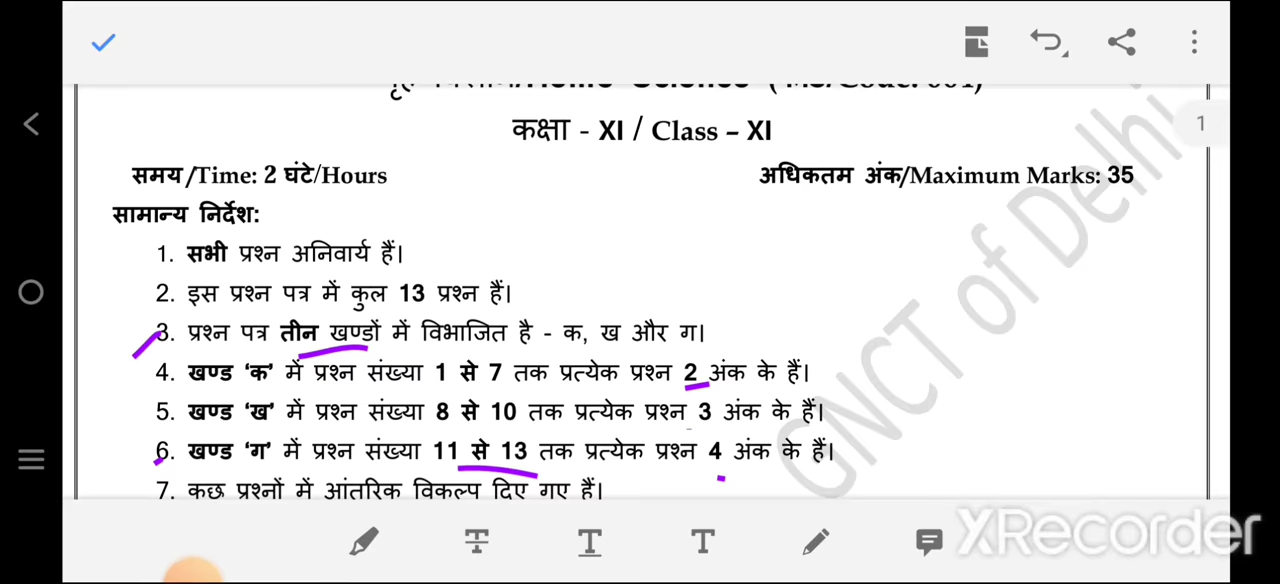 /Home Science (
कक्षा - XI / Class – XI
1
समय /Time: 2 घंटे/Hours
अधिकतम अंक/Maximum Marks: 35
सामान्य निर्देश:
1. सभी प्रश्न अनिवार्य हैं।
2. इस प्रश्न पत्र में कुल 13 प्रश्न हैं।
3. प्रश्न पत्र तीन खण्डों में विभाजित है - क, ख और ग।
4. खण्ड ‘क’ में प्रश्न संख्या 1 से 7 तक प्रत्येक प्रश्न 2 अंक के हैं।
5. खण्ड ‘ख’ में प्रश्न संख्या 8 से 10 तक प्रत्येक प्रश्न 3 अंक के हैं।
6. खण्ड ‘ग’ में प्रश्न संख्या 11 से 13 तक प्रत्येक प्रश्न 4 अंक के हैं।
7. कुछ प्रश्नों में आंतरिक विकल्प दिए गए हैं।
GNCT of Delhi
XRecorder